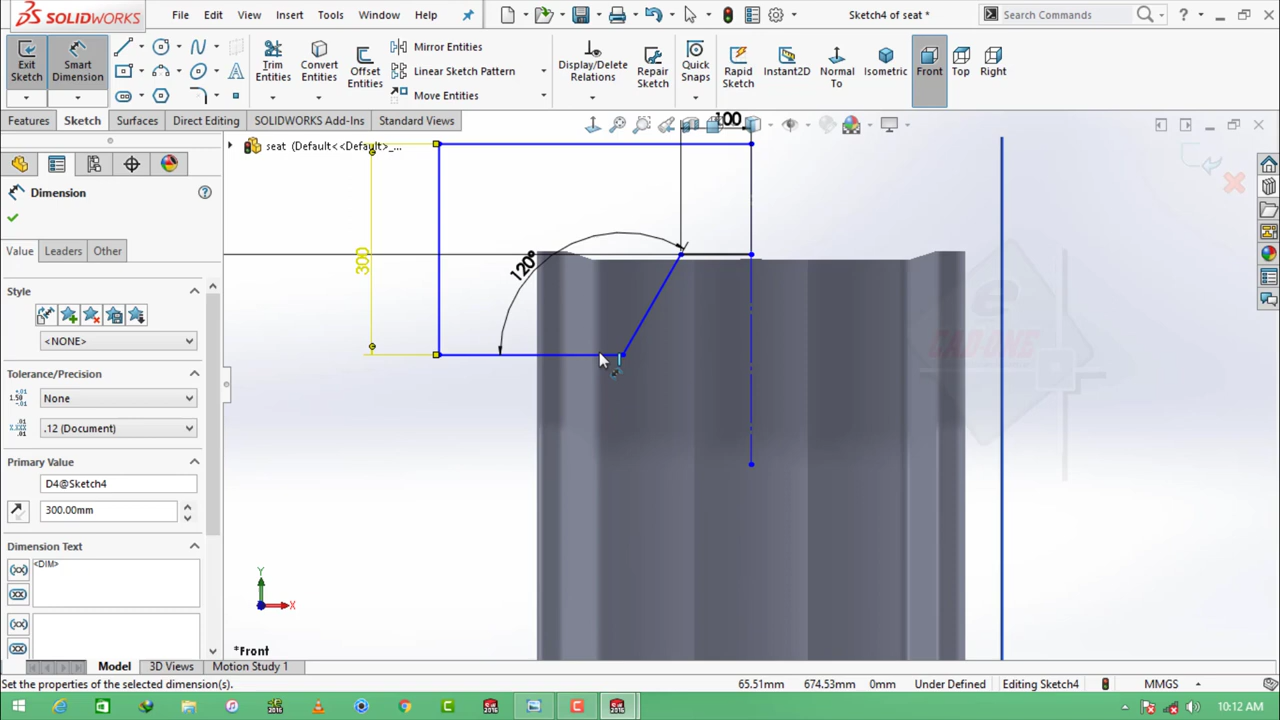 SOLIDWORKS File Edit View Insert Tools Window Help Sketch4 of seat * Search Commands ?
Exit Sketch Smart Dimension Trim Entities Convert Entities Offset Entities Mirror Entities Linear Sketch Pattern Move Entities Display/Delete Relations Repair Sketch Quick Snaps Rapid Sketch Instant2D Normal To Isometric Front Top Right
Features Sketch Surfaces Direct Editing SOLIDWORKS Add-Ins Standard Views
100
seat (Default<<Default>_...
Dimension
Value Leaders Other
Style
<NONE>
Tolerance/Precision
None
.12 (Document)
Primary Value
D4@Sketch4
300.00mm
Dimension Text
<DIM>
300
120°
CAD ONE
Y
X
*Front
Model 3D Views Motion Study 1
Set the properties of the selected dimension(s). 65.51mm 674.53mm 0mm Under Defined Editing Sketch4 MMGS
10:12 AM